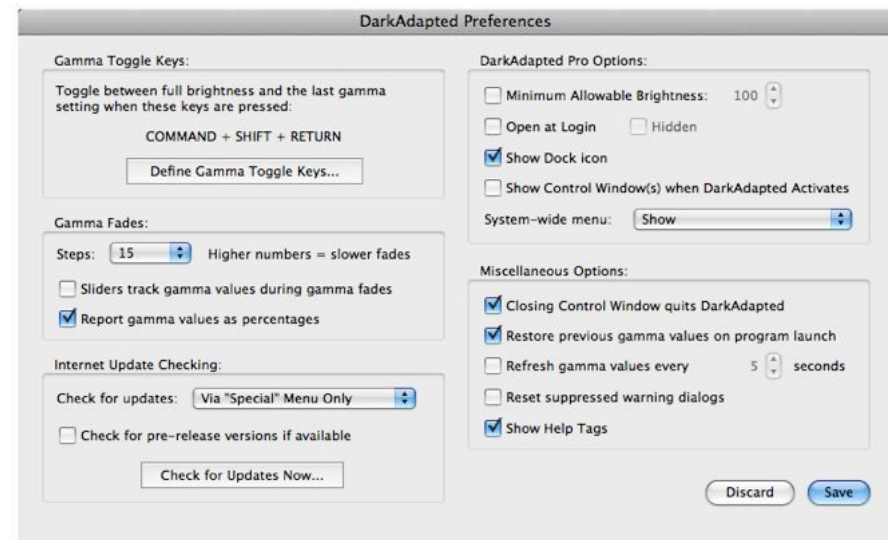 DarkAdapted Preferences
Gamma Toggle Keys:
Toggle between full brightness and the last gamma
setting when these keys are pressed:
COMMAND + SHIFT + RETURN
Define Gamma Toggle Keys...
Gamma Fades:
Steps: 15 Higher numbers = slower fades
Sliders track gamma values during gamma fades
Report gamma values as percentages
Internet Update Checking:
Check for updates: Via "Special" Menu Only
Check for pre-release versions if available
Check for Updates Now...
DarkAdapted Pro Options:
Minimum Allowable Brightness: 100
Open at Login Hidden
Show Dock icon
Show Control Window(s) when DarkAdapted Activates
System-wide menu: Show
Miscellaneous Options:
Closing Control Window quits DarkAdapted
Restore previous gamma values on program launch
Refresh gamma values every 5 seconds
Reset suppressed warning dialogs
Show Help Tags
Discard Save